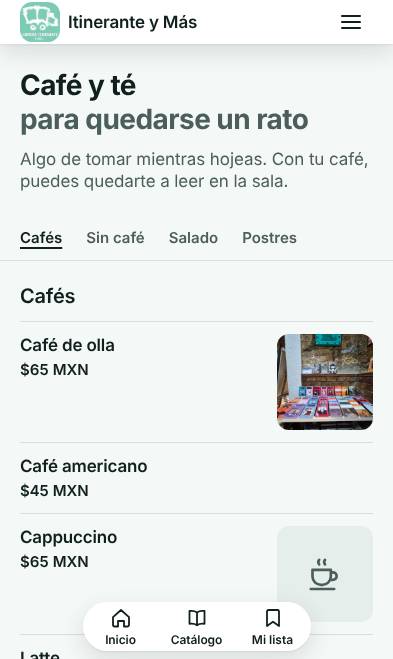 Itinerante y Más
Café y té
para quedarse un rato
Algo de tomar mientras hojeas. Con tu café,
puedes quedarte a leer en la sala.
Cafés Sin café Salado Postres
Cafés
Café de olla
$65 MXN
Café americano
$45 MXN
Cappuccino
$65 MXN
Latte
Inicio Catálogo Mi lista